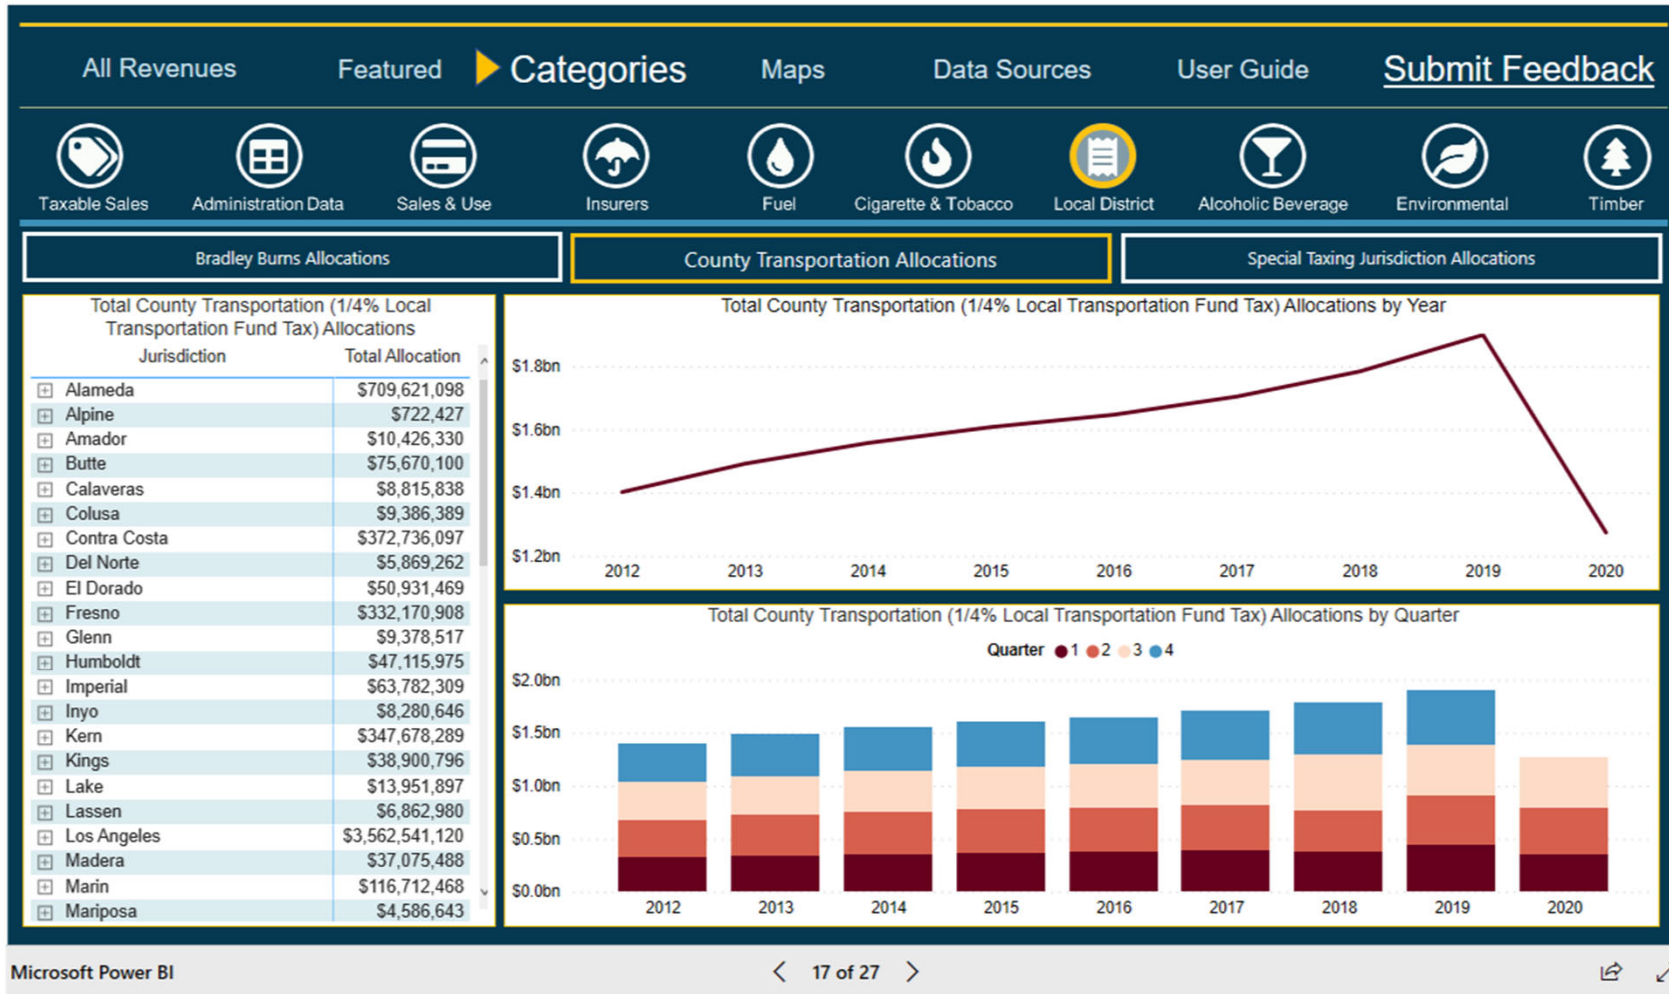 All Revenues Featured Categories Maps Data Sources User Guide Submit Feedback
Taxable Sales Administration Data Sales & Use Insurers Fuel Cigarette & Tobacco Local District Alcoholic Beverage Environmental Timber
Bradley Burns Allocations County Transportation Allocations Special Taxing Jurisdiction Allocations
Total County Transportation (1/4% Local
Transportation Fund Tax) Allocations
Jurisdiction Total Allocation
Alameda $709,621,098
Alpine $722,427
Amador $10,426,330
Butte $75,670,100
Calaveras $8,815,838
Colusa $9,386,389
Contra Costa $372,736,097
Del Norte $5,869,262
El Dorado $50,931,469
Fresno $332,170,908
Glenn $9,378,517
Humboldt $47,115,975
Imperial $63,782,309
Inyo $8,280,646
Kern $347,678,289
Kings $38,900,796
Lake $13,951,897
Lassen $6,862,980
Los Angeles $3,562,541,120
Madera $37,075,488
Marin $116,712,468
Mariposa $4,586,643
Total County Transportation (1/4% Local Transportation Fund Tax) Allocations by Year
$1.8bn
$1.6bn
$1.4bn
$1.2bn
2012 2013 2014 2015 2016 2017 2018 2019 2020
Total County Transportation (1/4% Local Transportation Fund Tax) Allocations by Quarter
Quarter 1 2 3 4
$2.0bn
$1.5bn
$1.0bn
$0.5bn
$0.0bn
2012 2013 2014 2015 2016 2017 2018 2019 2020
Microsoft Power BI 17 of 27